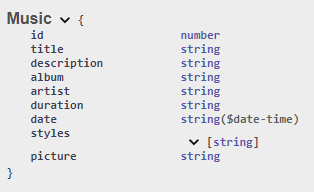 Music {
id number
title string
description string
album string
artist string
duration string
date string($date-time)
styles
[string]
picture string
}